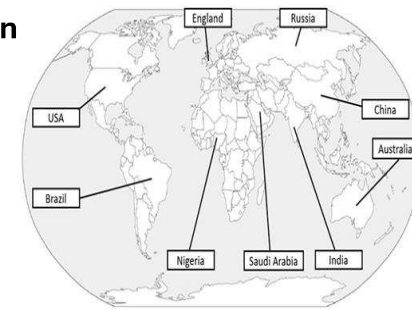 n
England
Russia
USA
China
Australia
Brazil
Nigeria
Saudi Arabia
India